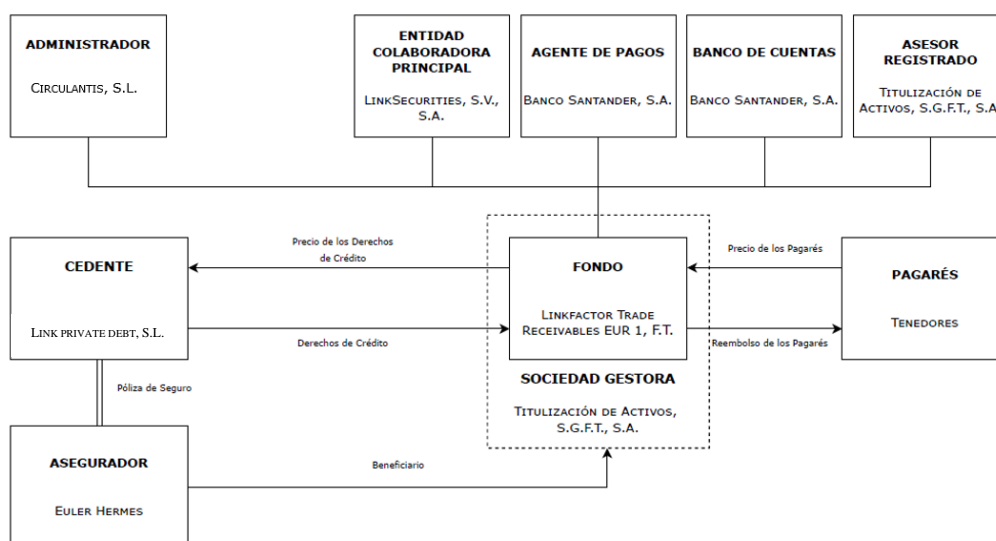 ADMINISTRADOR
CIRCULANTIS, S.L.
ENTIDAD
COLABORADORA
PRINCIPAL
LINKSECURITIES, S.V.,
S.A.
AGENTE DE PAGOS
BANCO SANTANDER, S.A.
BANCO DE CUENTAS
BANCO SANTANDER, S.A.
ASESOR
REGISTRADO
TITULIZACIÓN DE
ACTIVOS, S.G.F.T., S.A
CEDENTE
LINK PRIVATE DEBT, S.L.
Precio de los Derechos
de Crédito
Derechos de Crédito
FONDO
LINKFACTOR TRADE
RECEIVABLES EUR 1, F.T.
Precio de los Pagarés
Reembolso de los Pagarés
PAGARÉS
TENEDORES
SOCIEDAD GESTORA
TITULIZACIÓN DE ACTIVOS,
S.G.F.T., S.A.
Póliza de Seguro
ASEGURADOR
EULER HERMES
Beneficiario